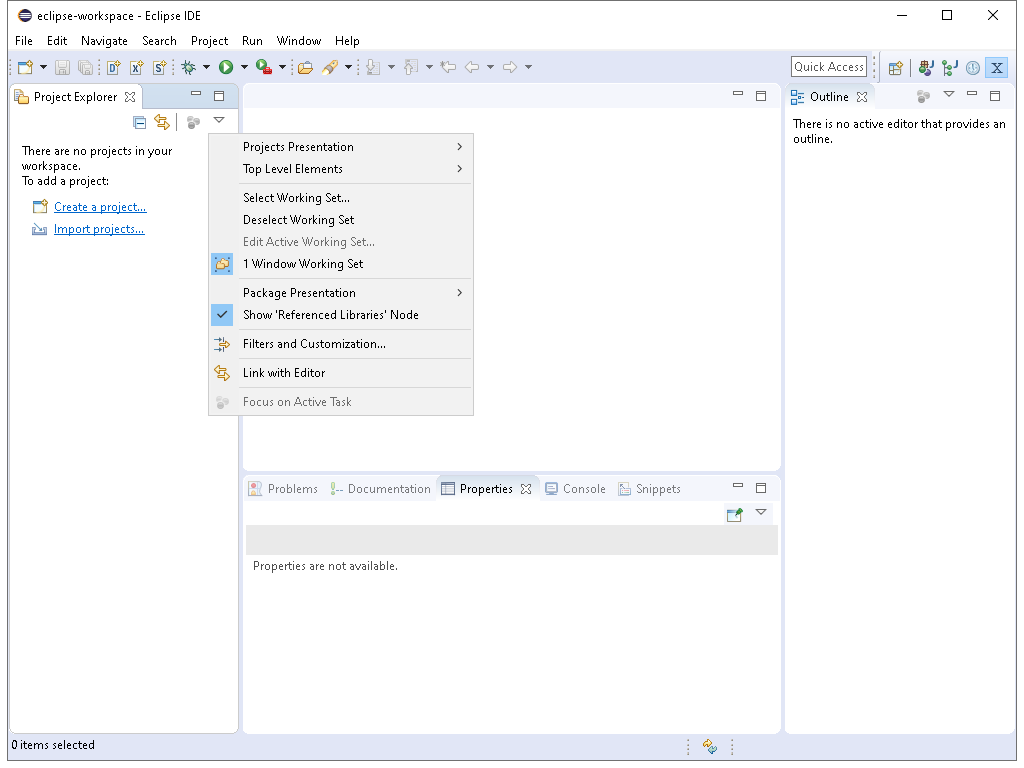 eclipse-workspace - Eclipse IDE
File Edit Navigate Search Project Run Window Help
Quick Access
Project Explorer
There are no projects in your
workspace.
To add a project:
Create a project...
Import projects...
Projects Presentation
Top Level Elements
Select Working Set...
Deselect Working Set
Edit Active Working Set...
1 Window Working Set
Package Presentation
Show 'Referenced Libraries' Node
Filters and Customization...
Link with Editor
Focus on Active Task
Outline
There is no active editor that provides an
outline.
Problems Documentation Properties Console Snippets
Properties are not available.
0 items selected